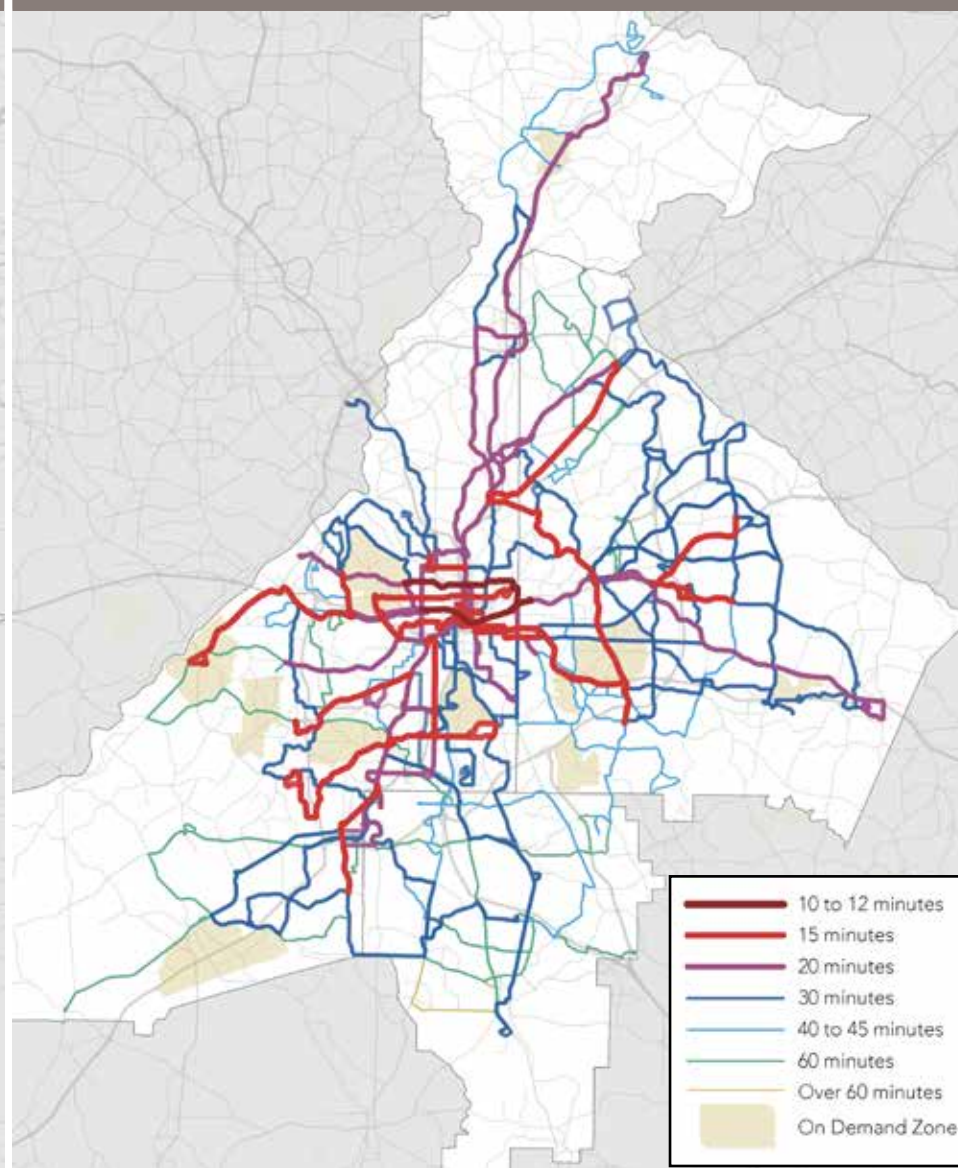 10 to 12 minutes
15 minutes
20 minutes
30 minutes
40 to 45 minutes
60 minutes
Over 60 minutes
On Demand Zone